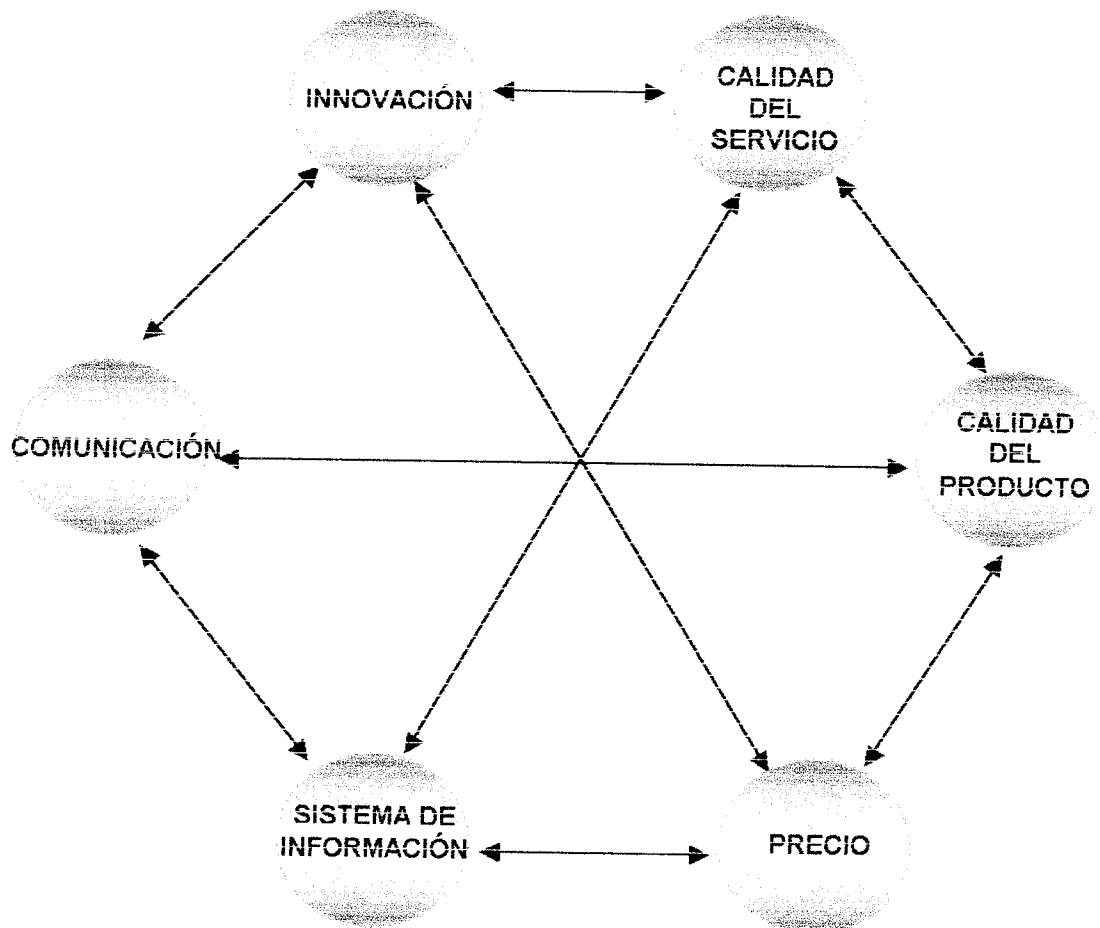 INNOVACIÓN
CALIDAD
DEL
SERVICIO
COMUNICACIÓN
CALIDAD
DEL
PRODUCTO
SISTEMA DE
INFORMACIÓN
PRECIO